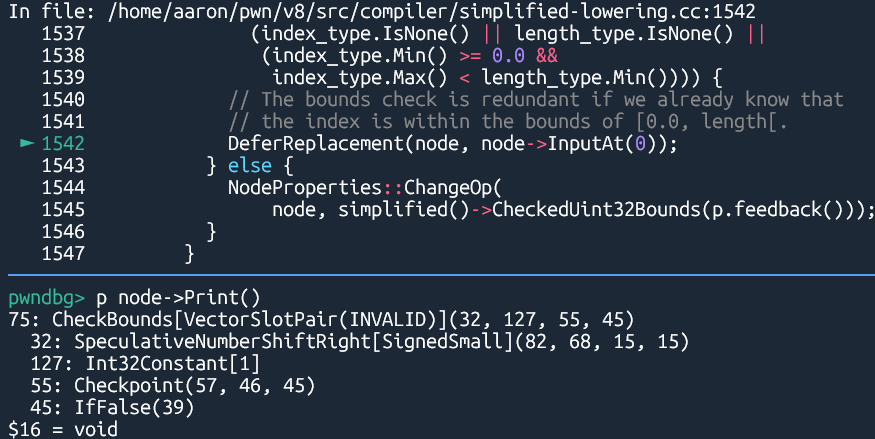 In file: /home/aaron/pwn/v8/src/compiler/simplified-lowering.cc:1542
1537 (index_type.IsNone() || length_type.IsNone() ||
1538 (index_type.Min() >= 0.0 &&
1539 index_type.Max() < length_type.Min()))) {
1540 // The bounds check is redundant if we already know that
1541 // the index is within the bounds of [0.0, length[.
► 1542 DeferReplacement(node, node->InputAt(0));
1543 } else {
1544 NodeProperties::ChangeOp(
1545 node, simplified()->CheckedUint32Bounds(p.feedback()));
1546 }
1547 }
pwndbg> p node->Print()
75: CheckBounds[VectorSlotPair(INVALID)](32, 127, 55, 45)
32: SpeculativeNumberShiftRight[SignedSmall](82, 68, 15, 15)
127: Int32Constant[1]
55: Checkpoint(57, 46, 45)
45: IfFalse(39)
$16 = void